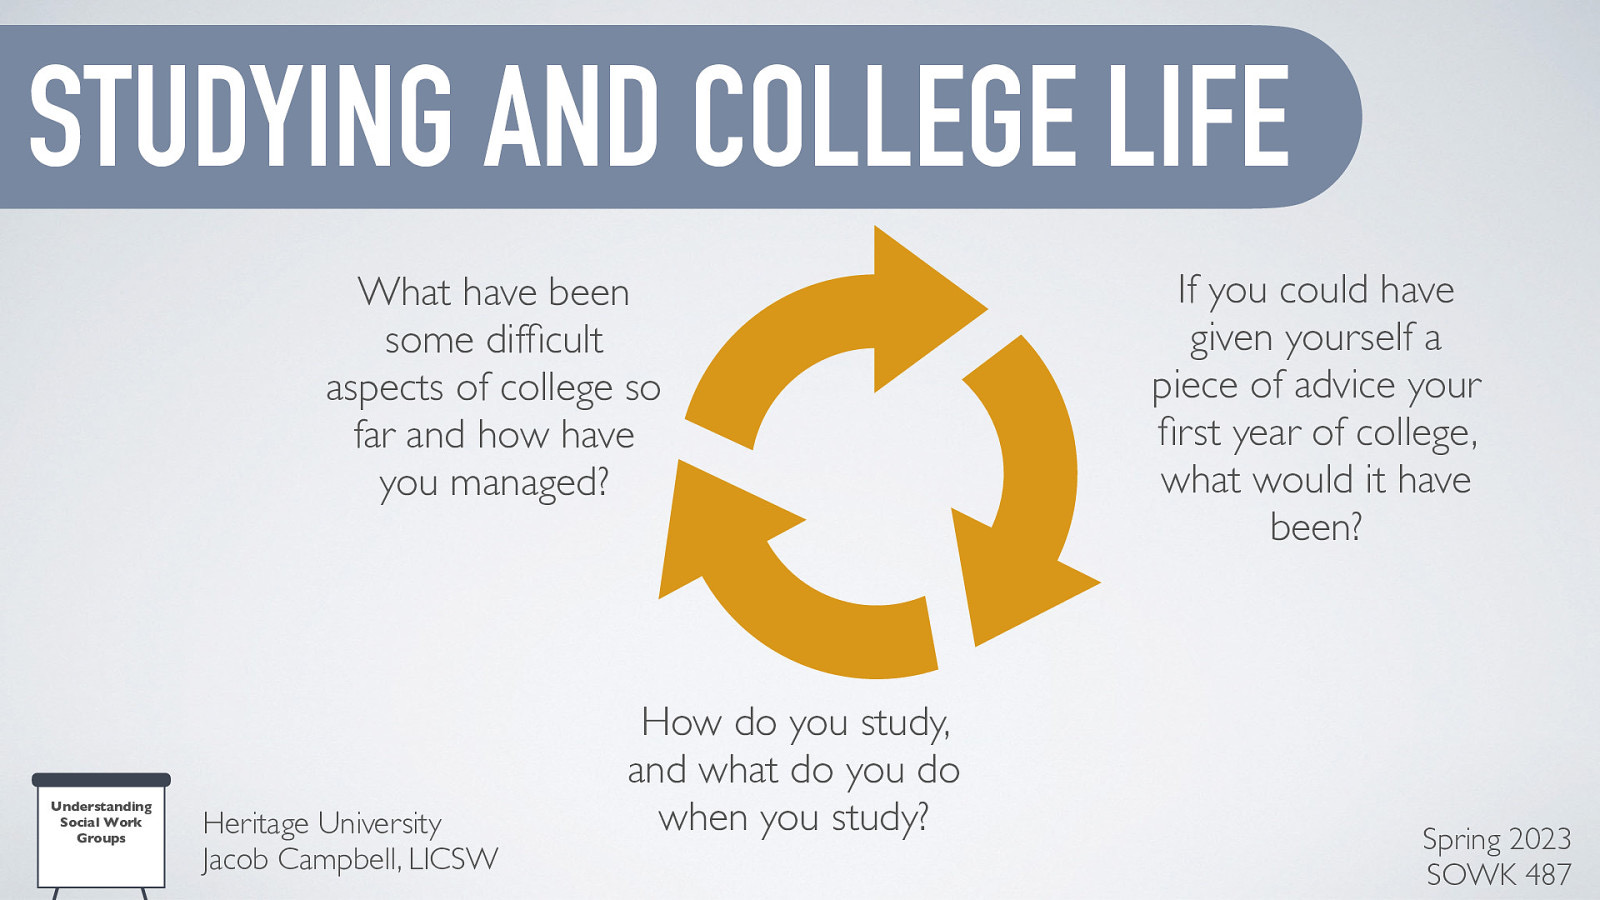 STUDYING AND COLLEGE LIFE
What have been
some difficult
aspects of college so
far and how have
you managed?
If you could have
given yourself a
piece of advice your
first year of college,
what would it have
been?
How do you study,
and what do you do
when you study?
Understanding
Social Work
Groups
Heritage University
Jacob Campbell, LICSW
Spring 2023
SOWK 487